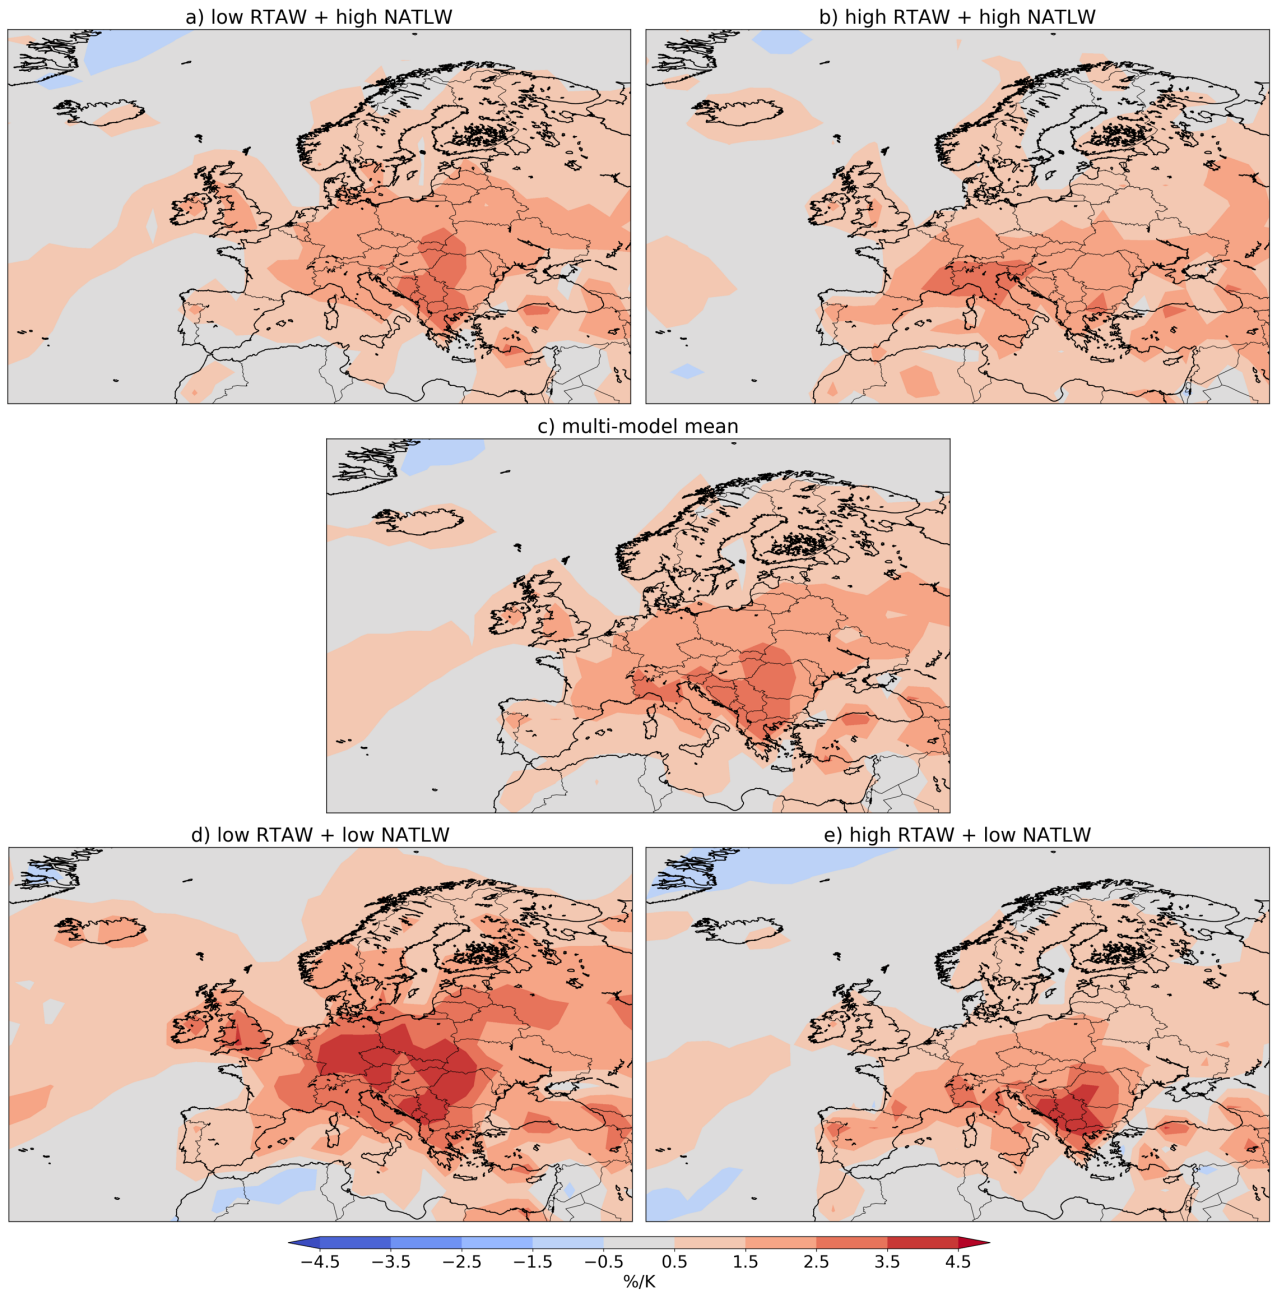 a) low RTAW + high NATLW
b) high RTAW + high NATLW
c) multi-model mean
d) low RTAW + low NATLW
e) high RTAW + low NATLW
−4.5 −3.5 −2.5 −1.5 −0.5 0.5 1.5 2.5 3.5 4.5
%/K